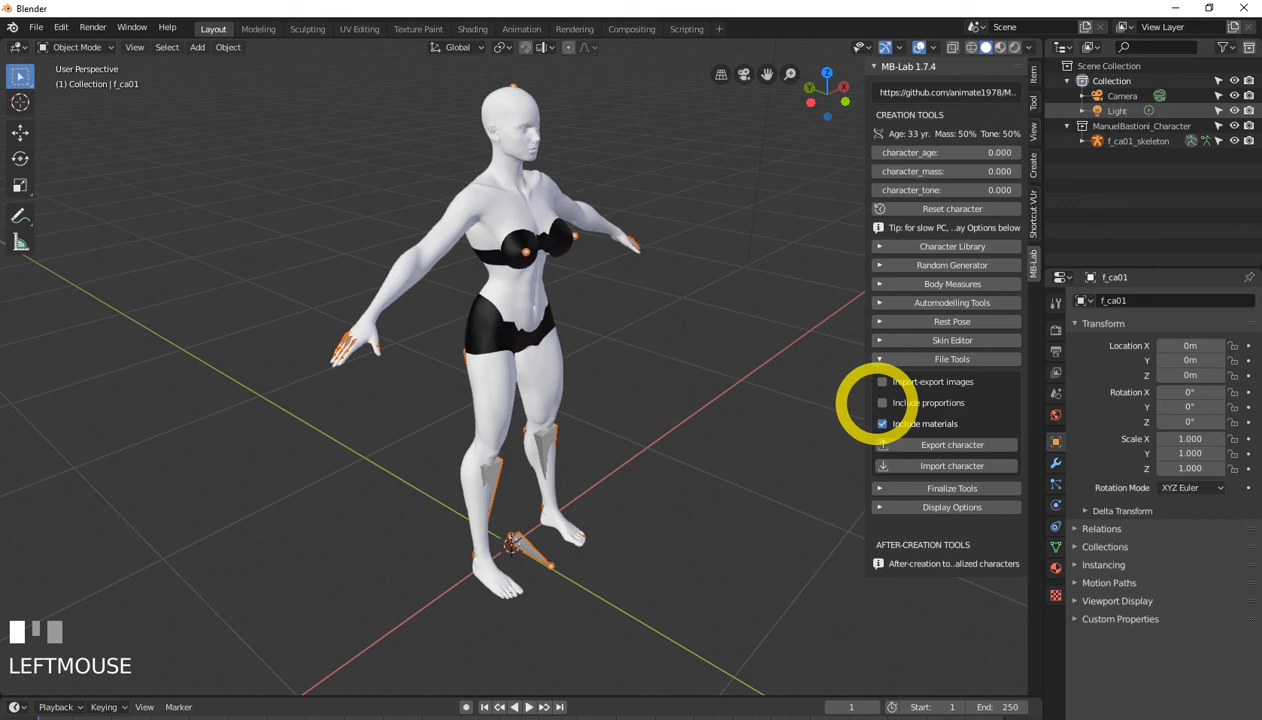 Blender
File Edit Render Window Help Layout Modeling Sculpting UV Editing Texture Paint Shading Animation Rendering Compositing Scripting Scene View Layer
Object Mode View Select Add Object Global
User Perspective
(1) Collection | f_ca01
Z
Y
X
MB-Lab 1.7.4
https://github.com/animate1978/M..
CREATION TOOLS
Age: 33 yr. Mass: 50% Tone: 50%
character_age: 0.000
character_mass: 0.000
character_tone: 0.000
Reset character
Tip: for slow PC, ..ay Options below
Character Library
Random Generator
Body Measures
Automodelling Tools
Rest Pose
Skin Editor
File Tools
Import-export images
Include proportions
Include materials
Export character
Import character
Finalize Tools
Display Options
AFTER-CREATION TOOLS
After-creation to..alized characters
Item
Tool
View
Create
Shortcut VUr
MB-Lab
Scene Collection
Collection
Camera
Light
ManuelBastioni_Character
f_ca01_skeleton
f_ca01
f_ca01
Transform
Location X 0m
Y 0m
Z 0m
Rotation X 0°
Y 0°
Z 0°
Scale X 1.000
Y 1.000
Z 1.000
Rotation Mode XYZ Euler
Delta Transform
Relations
Collections
Instancing
Motion Paths
Viewport Display
Custom Properties
LEFTMOUSE
Playback Keying View Marker 1 Start: 1 End: 250